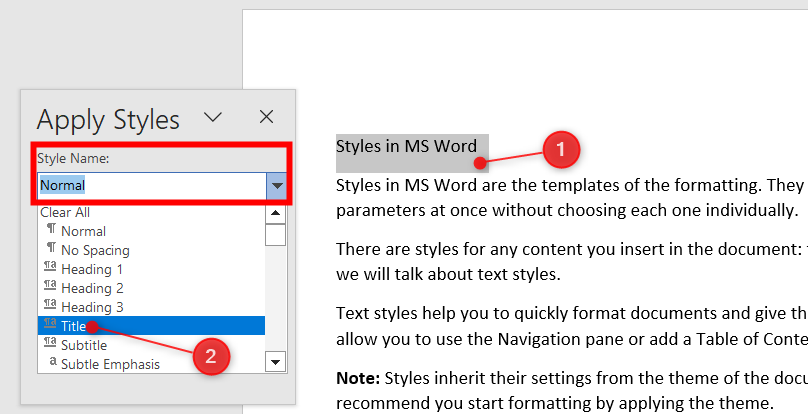 Apply Styles
Style Name:
Normal
Clear All
¶ Normal
¶ No Spacing
¶a Heading 1
¶a Heading 2
¶a Heading 3
¶a Title
¶a Subtitle
a Subtle Emphasis
2
Styles in MS Word
1
Styles in MS Word are the templates of the formatting. They
parameters at once without choosing each one individually.
There are styles for any content you insert in the document:
we will talk about text styles.
Text styles help you to quickly format documents and give th
allow you to use the Navigation pane or add a Table of Conte
Note: Styles inherit their settings from the theme of the docu
recommend you start formatting by applying the theme.